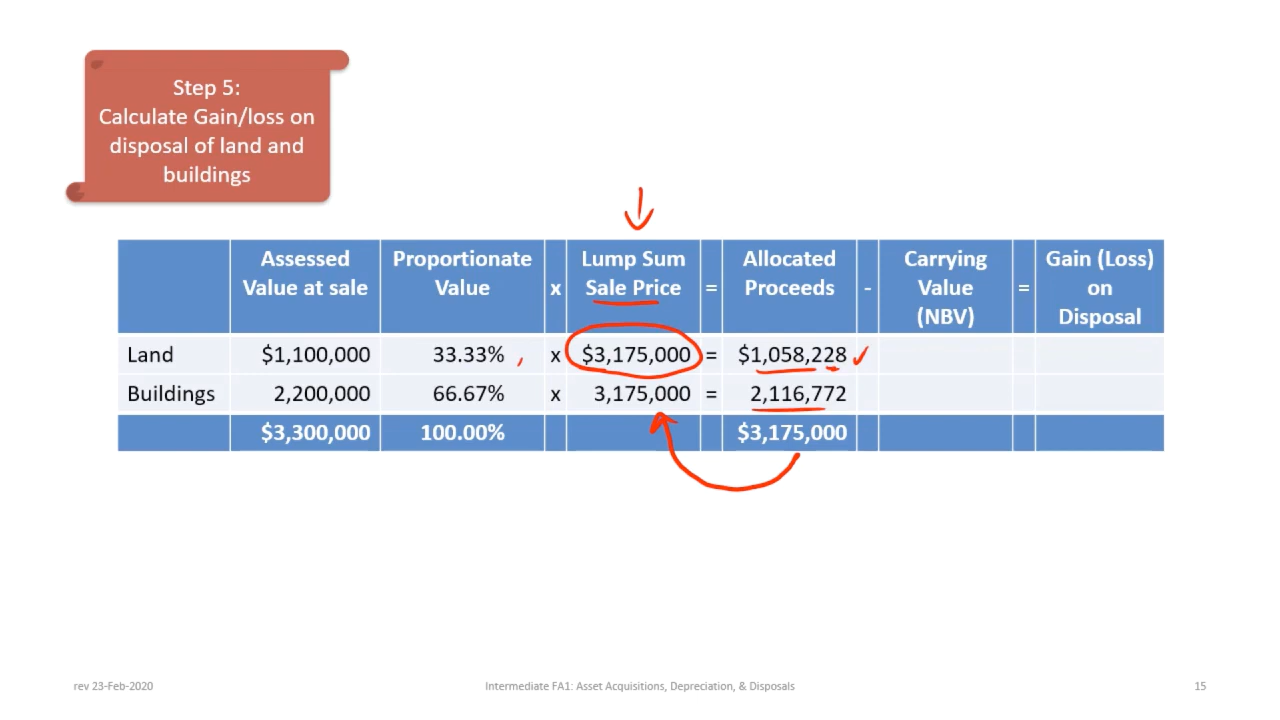 Step 5:
Calculate Gain/loss on
disposal of land and
buildings
Assessed Value at sale Proportionate Value x Lump Sum Sale Price = Allocated Proceeds - Carrying Value (NBV) = Gain (Loss) on Disposal
Land $1,100,000 33.33% x $3,175,000 = $1,058,228
Buildings 2,200,000 66.67% x 3,175,000 = 2,116,772
$3,300,000 100.00% $3,175,000
rev 23-Feb-2020 Intermediate FA1: Asset Acquisitions, Depreciation, & Disposals 15